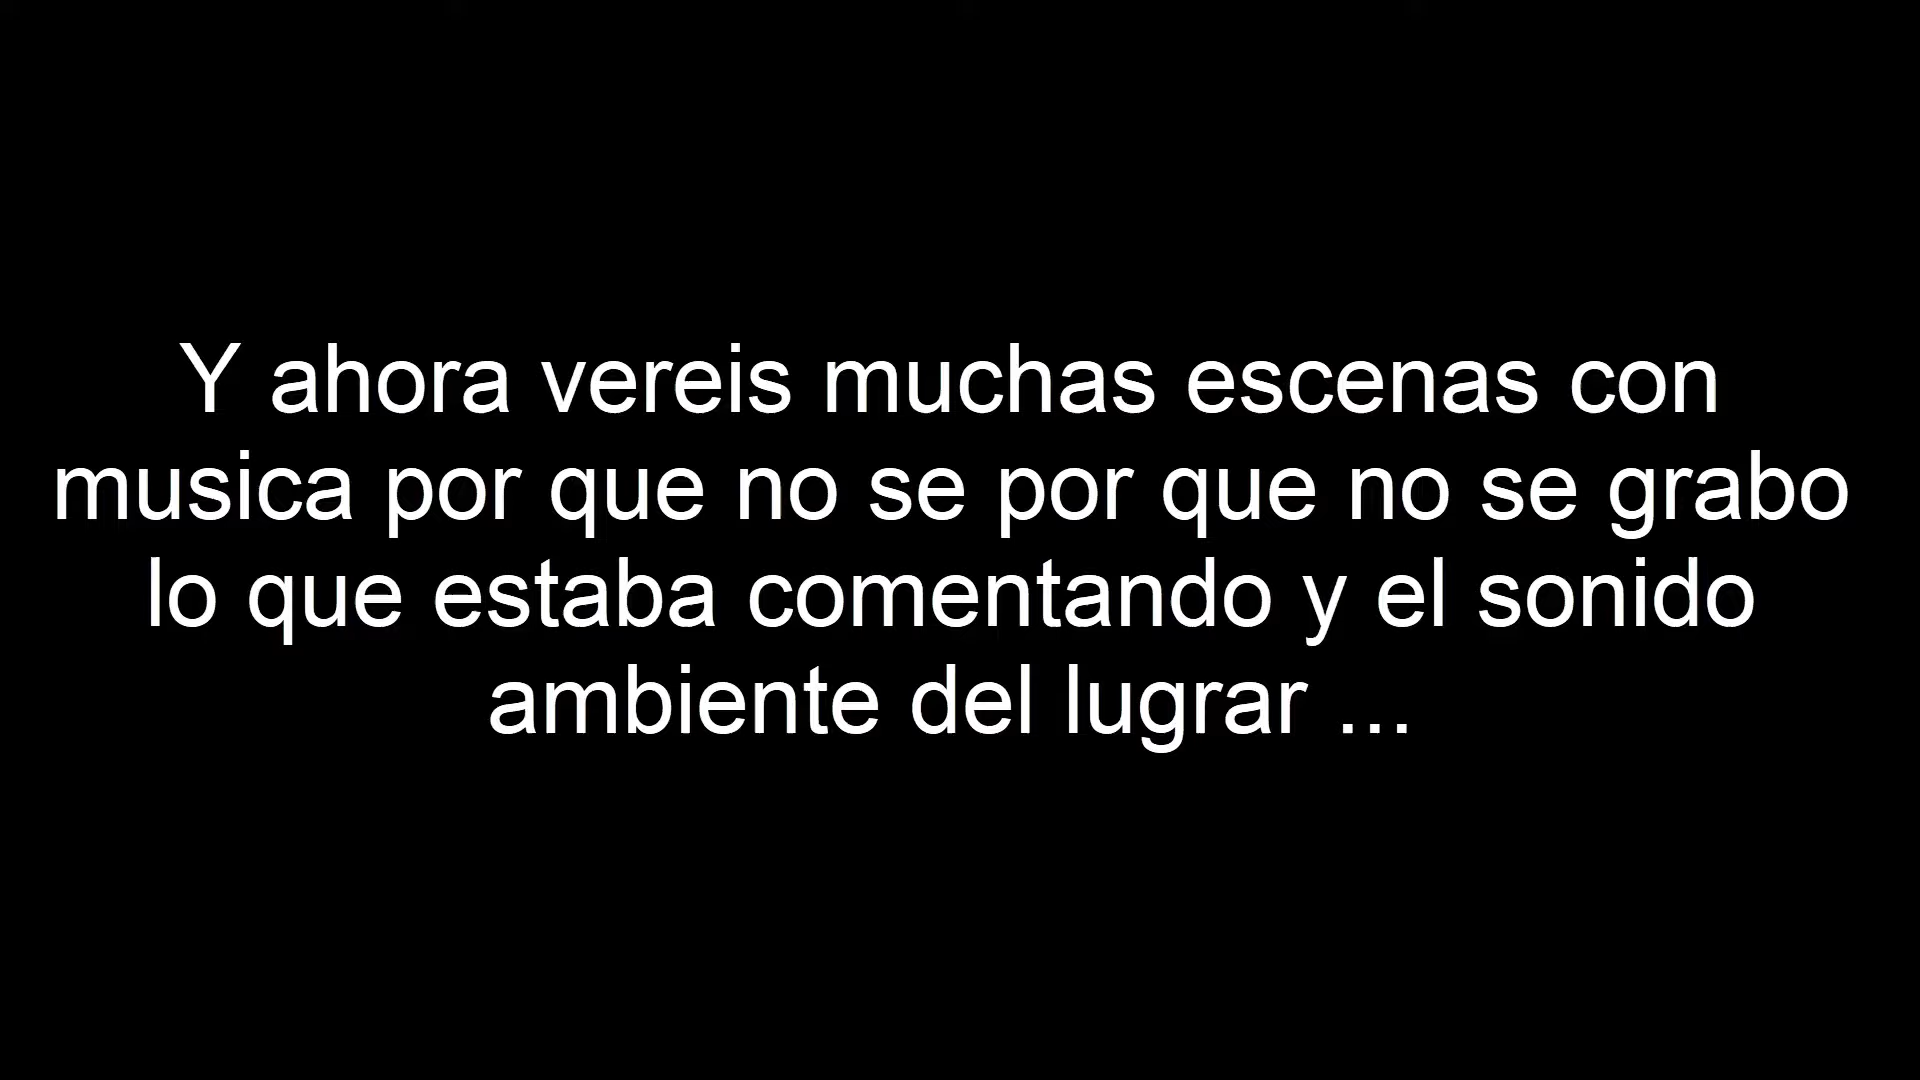 Y ahora vereis muchas escenas con
musica por que no se por que no se grabo
lo que estaba comentando y el sonido
ambiente del lugrar ...